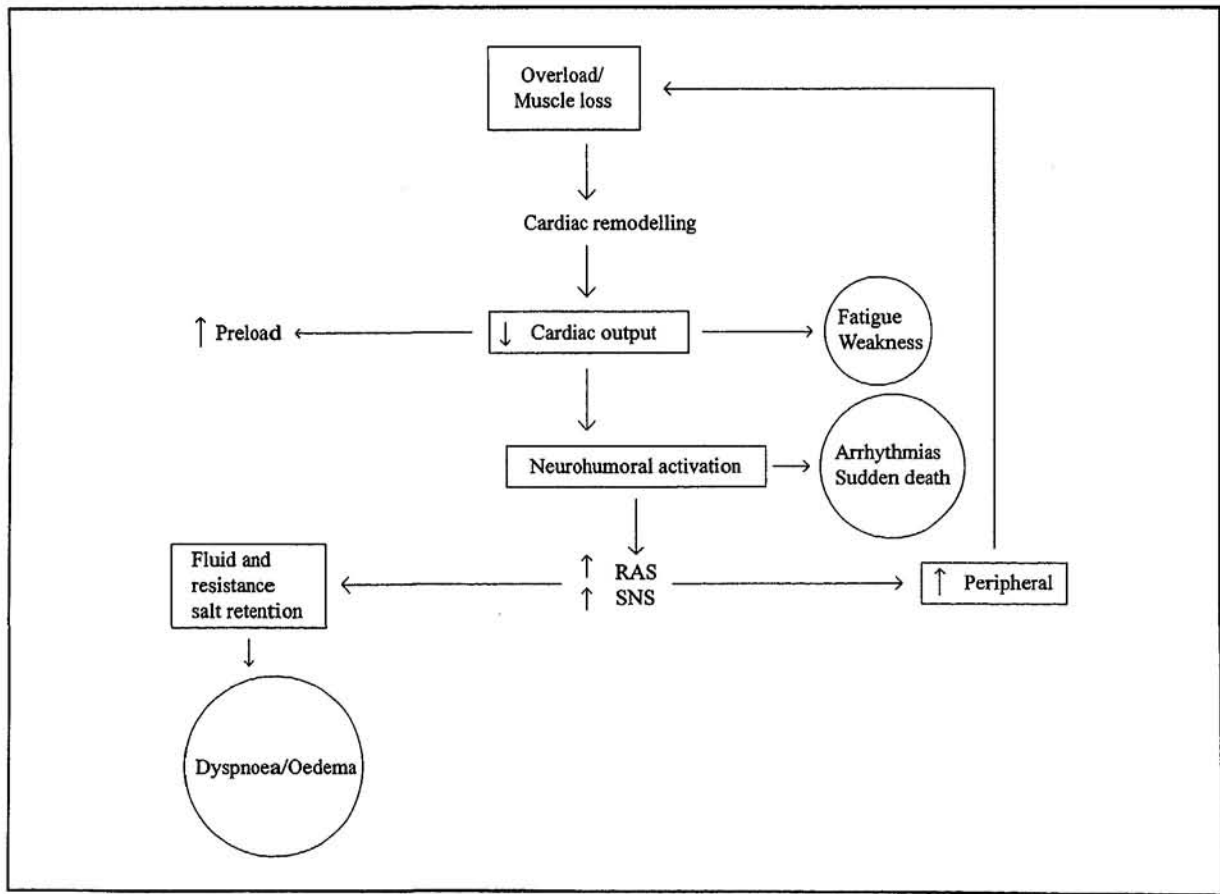 Overload/
Muscle loss
Cardiac remodelling
↑ Preload
↓ Cardiac output
Fatigue
Weakness
Neurohumoral activation
Arrhythmias
Sudden death
Fluid and
resistance
salt retention
↑ RAS
↑ SNS
↑ Peripheral
Dyspnoea/Oedema